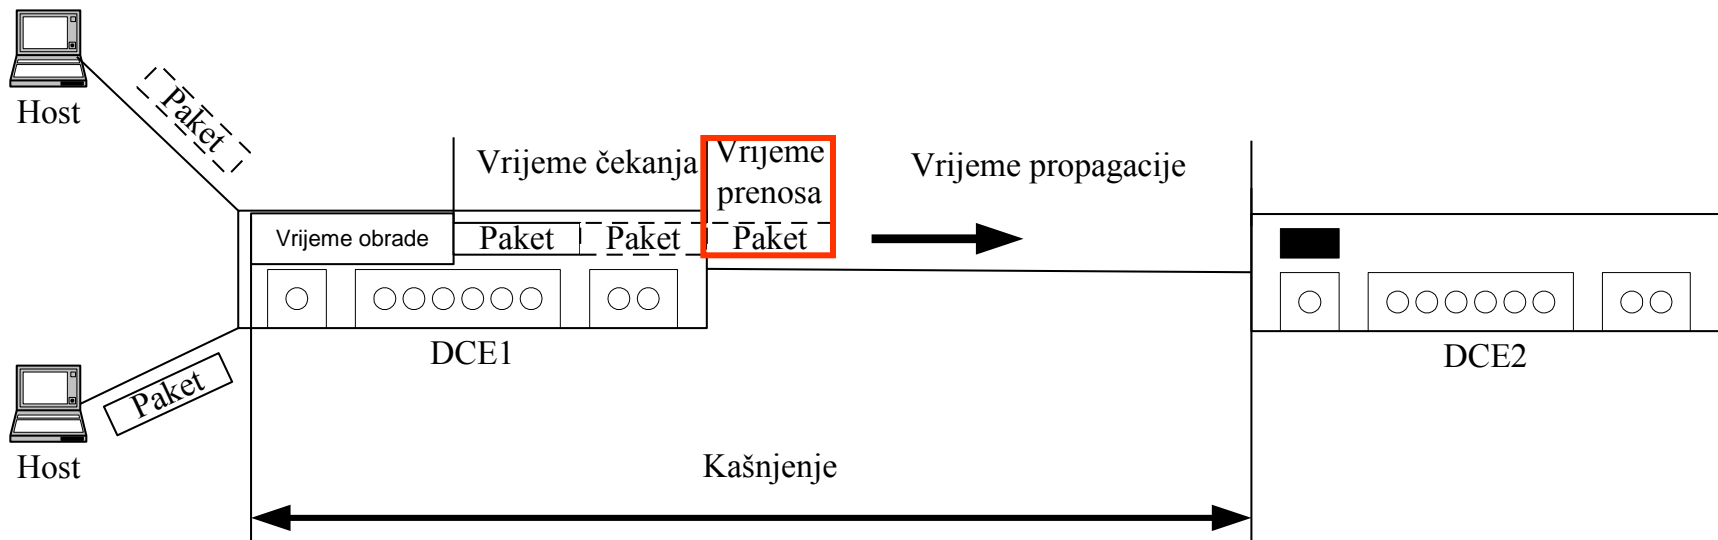 Host
Paket
Vrijeme čekanja
Vrijeme
prenosa
Vrijeme propagacije
Vrijeme obrade
Paket
Paket
Paket
DCE1
DCE2
Paket
Host
Kašnjenje